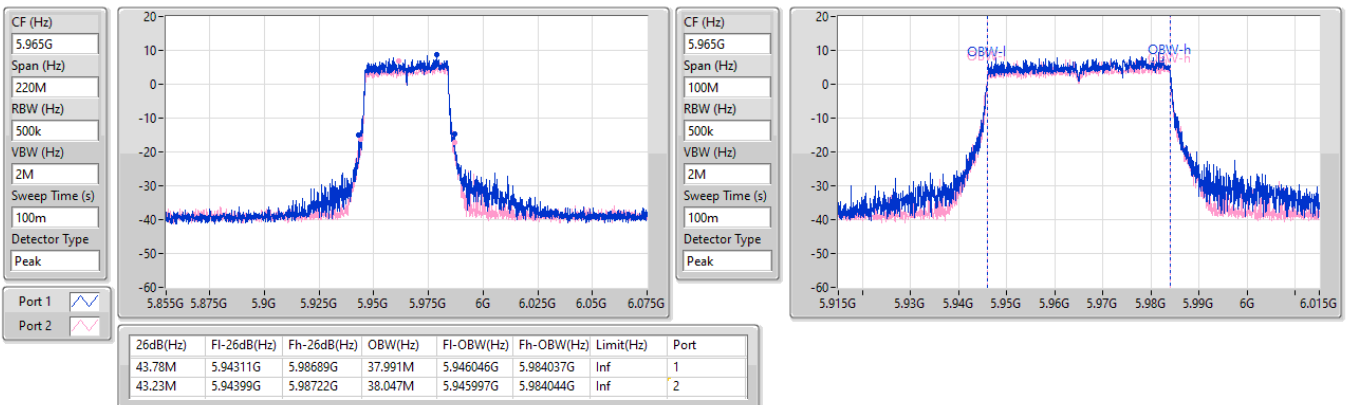 CF (Hz)
5.965G
Span (Hz)
220M
RBW (Hz)
500k
VBW (Hz)
2M
Sweep Time (s)
100m
Detector Type
Peak
Port 1
Port 2
20
10
0
-10
-20
-30
-40
-50
-60
5.855G 5.875G 5.9G 5.925G 5.95G 5.975G 6G 6.025G 6.05G 6.075G
CF (Hz)
5.965G
Span (Hz)
100M
RBW (Hz)
500k
VBW (Hz)
2M
Sweep Time (s)
100m
Detector Type
Peak
20
10
0
-10
-20
-30
-40
-50
-60
OBW-l
OBW-h
5.915G 5.93G 5.94G 5.95G 5.96G 5.97G 5.98G 5.99G 6G 6.015G
26dB(Hz) Fl-26dB(Hz) Fh-26dB(Hz) OBW(Hz) Fl-OBW(Hz) Fh-OBW(Hz) Limit(Hz) Port
43.78M 5.94311G 5.98689G 37.991M 5.946046G 5.984037G Inf 1
43.23M 5.94399G 5.98722G 38.047M 5.945997G 5.984044G Inf 2